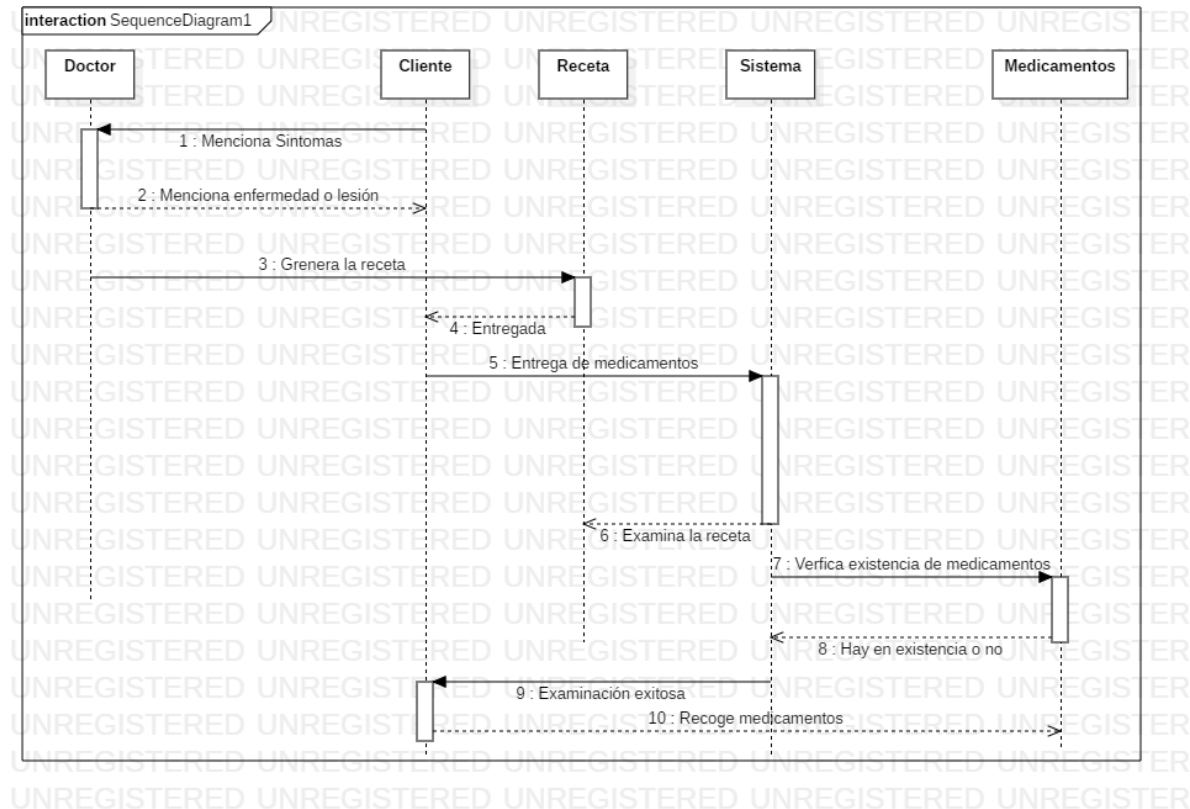 interaction SequenceDiagram1
Doctor
Cliente
Receta
Sistema
Medicamentos
1 : Menciona Sintomas
2 : Menciona enfermedad o lesión
3 : Grenera la receta
4 : Entregada
5 : Entrega de medicamentos
6 : Examina la receta
7 : Verfica existencia de medicamentos
8 : Hay en existencia o no
9 : Examinación exitosa
10 : Recoge medicamentos
UNREGISTERED